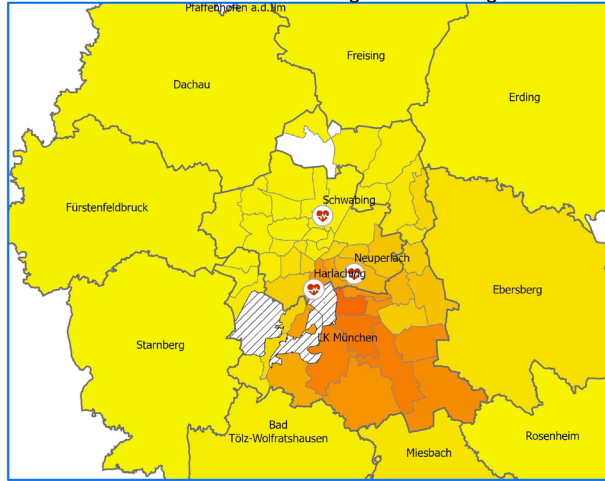 Pfaffenhofen a.d.Ilm
Freising
Dachau
Erding
Schwabing
Fürstenfeldbruck
Neuperlach
Harlaching
Ebersberg
LK München
Starnberg
Bad
Tölz-Wolfratshausen
Rosenheim
Miesbach